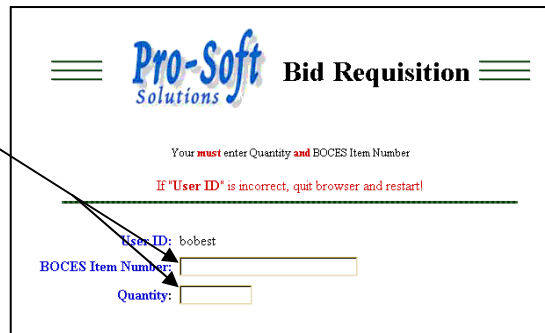 Pro-Soft Bid Requisition
Solutions
Your must enter Quantity and BOCES Item Number
If "User ID" is incorrect, quit browser and restart!
User ID: bobest
BOCES Item Number:
Quantity: